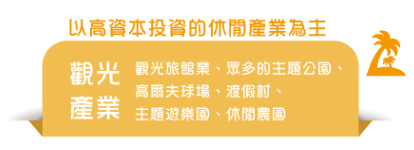 以高資本投資的休閒產業為主
觀光產業
觀光旅館業、眾多的主題公園、
高爾夫球場、渡假村、
主題遊樂園、休閒農園